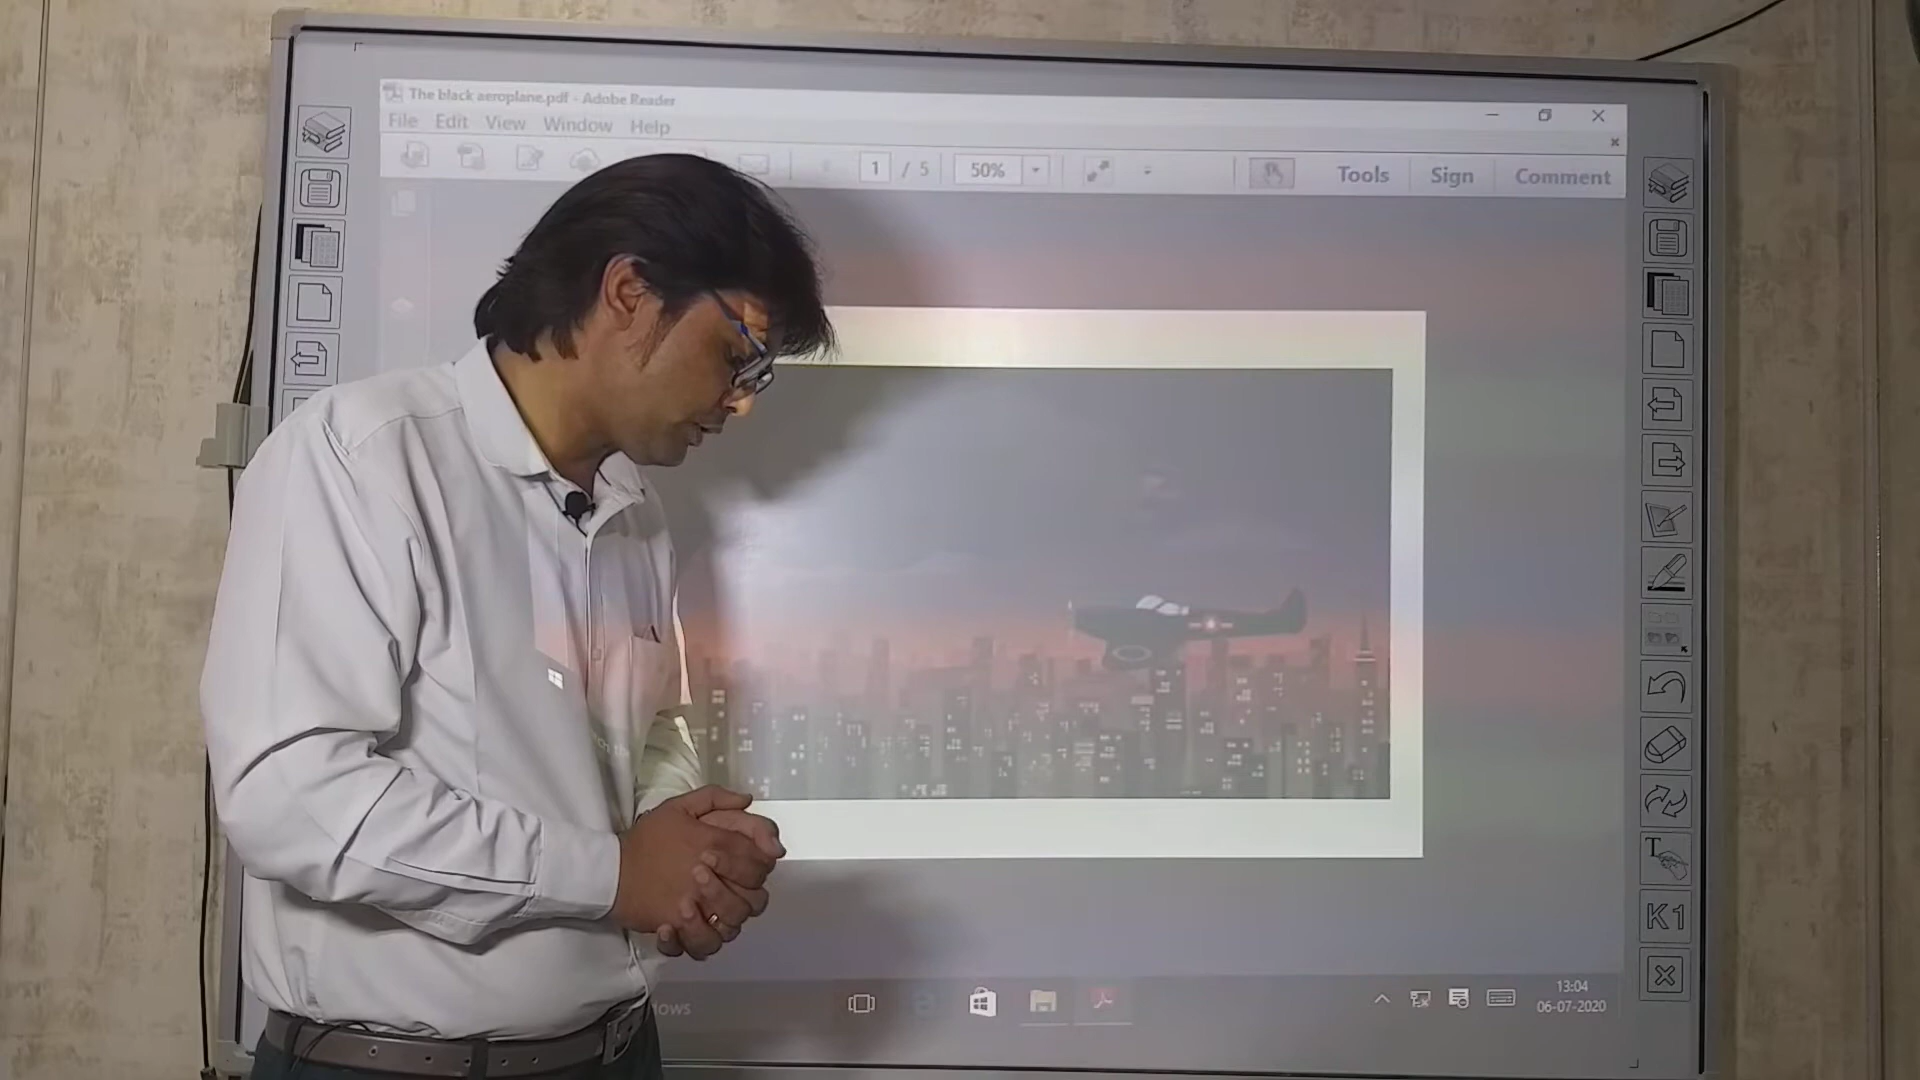 The black aeroplane.pdf - Adobe Reader
File Edit View Window Help
1 / 5 50% Tools Sign Comment
T
K1
13:04
06-07-2020